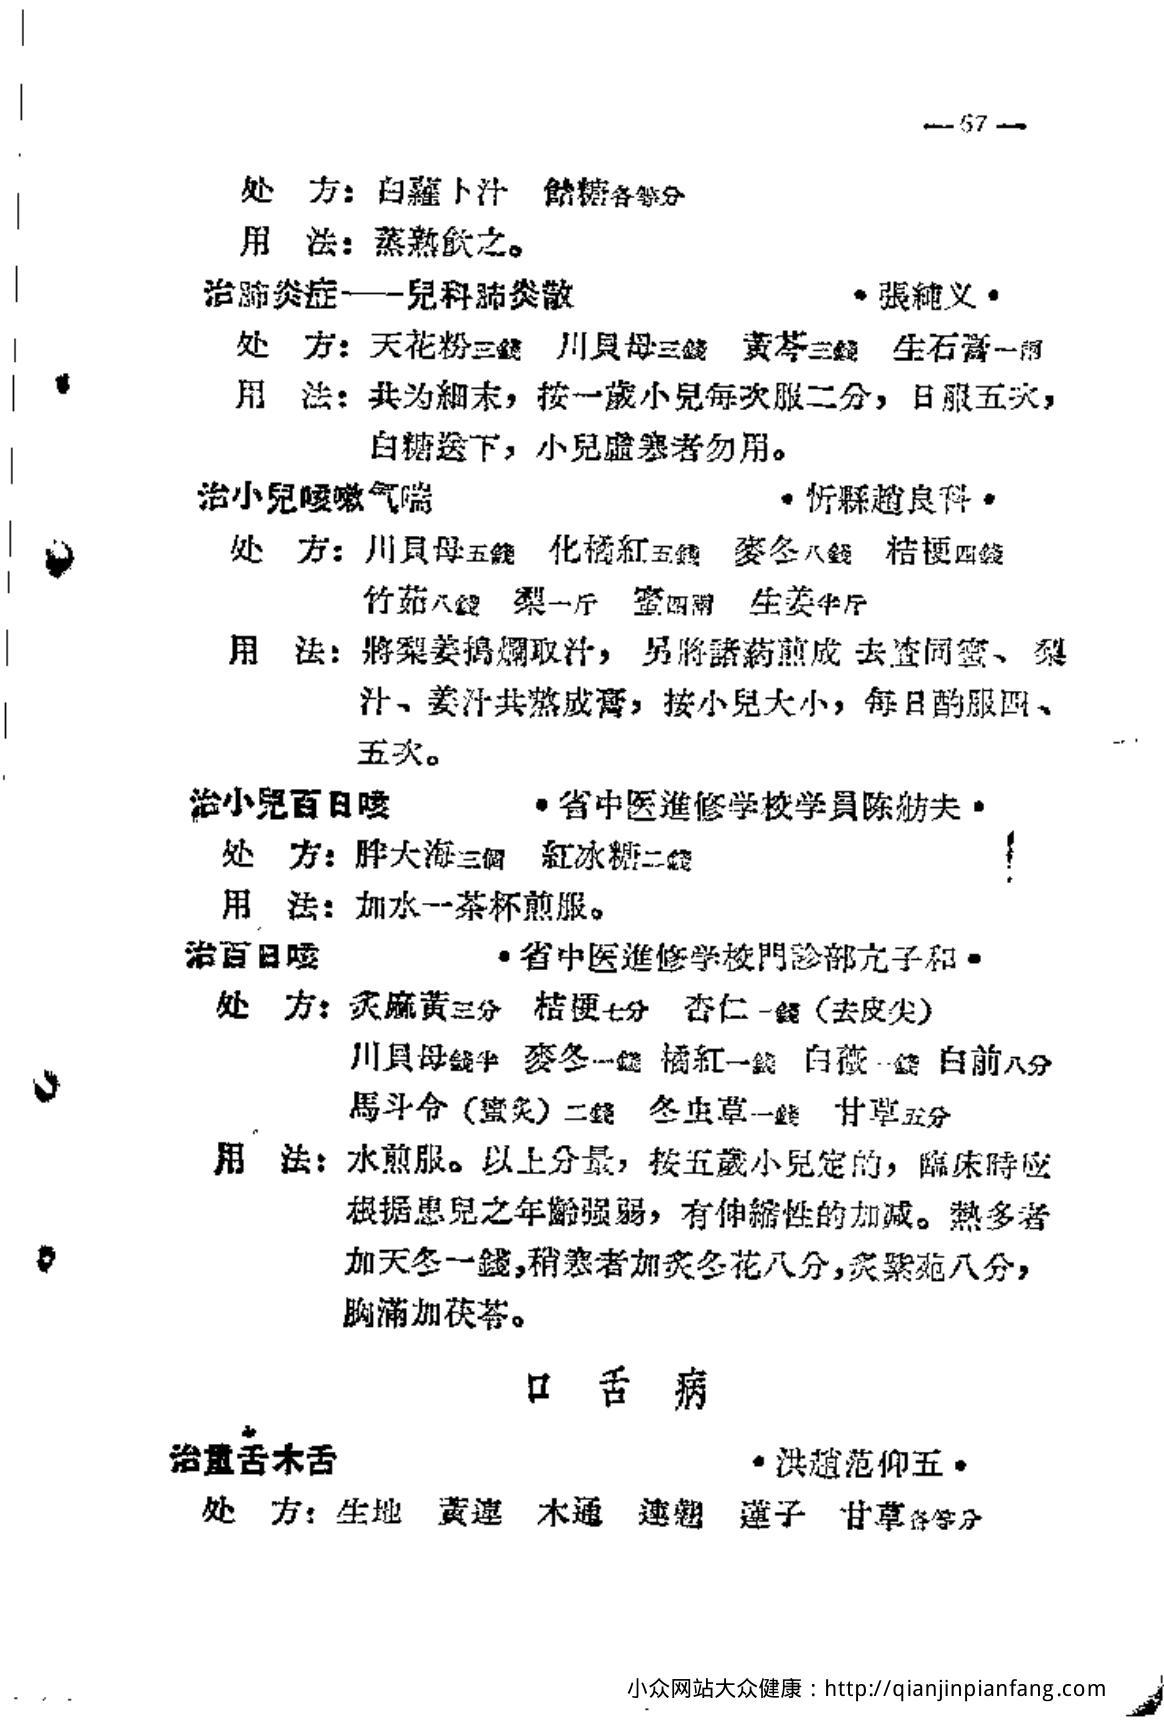 — 67 —
处　方：白蘿卜汁　飴糖各等分
用　法：蒸熟飲之。
治肺炎症——兒科肺炎散　•張純义•
处　方：天花粉三錢　川貝母三錢　黃芩三錢　生石膏一兩
用　法：共为細末，按一歲小兒每次服二分，日服五次，
白糖送下，小兒虛寒者勿用。
治小兒咳嗽气喘　•忻縣趙良科•
处　方：川貝母五錢　化橘紅五錢　麥冬八錢　桔梗四錢
竹茹八錢　梨一斤　蜜四兩　生姜半斤
用　法：將梨姜搗爛取汁，另將諸葯煎成 去渣同蜜、梨
汁、姜汁共熬成膏，按小兒大小，每日酌服四、
五次。
治小兒百日咳　•省中医進修学校学員陈舫夫•
处　方：胖大海三個　紅冰糖二錢
用　法：加水一茶杯煎服。
治百日咳　•省中医進修学校門診部亢子和•
处　方：炙麻黃三分　桔梗七分　杏仁一錢（去皮尖）
川貝母錢半　麥冬一錢　橘紅一錢　白薇一錢　白前八分
馬斗令（蜜炙）二錢　冬虫草一錢　甘草五分
用　法：水煎服。以上分量，按五歲小兒定的，臨床時应
根据患兒之年齡强弱，有伸縮性的加减。熱多者
加天冬一錢，稍寒者加炙冬花八分，炙紫菀八分，
胸滿加茯苓。
口　舌　病
治重舌木舌　•洪趙范仰五•
处　方：生地　黃連　木通　連翹　蓮子　甘草各等分
小众网站大众健康：http://qianjinpianfang.com